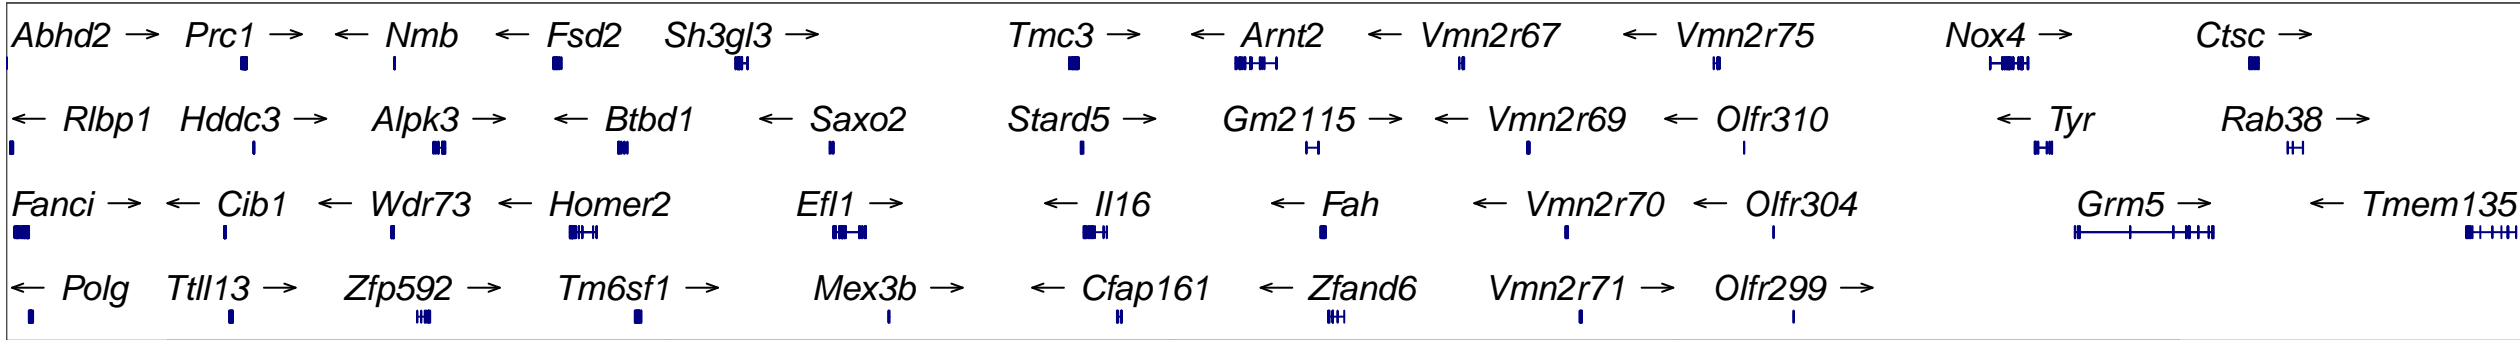 Abhd2 → Prc1 → ← Nmb ← Fsd2 Sh3gl3 → Tmc3 → ← Arnt2 ← Vmn2r67 ← Vmn2r75 Nox4 → Ctsc →
← Rlbp1 Hddc3 → Alpk3 → ← Btbd1 ← Saxo2 Stard5 → Gm2115 → ← Vmn2r69 ← Olfr310 ← Tyr Rab38 →
Fanci → ← Cib1 ← Wdr73 ← Homer2 Efl1 → ← Il16 ← Fah ← Vmn2r70 ← Olfr304 Grm5 → ← Tmem135
← Polg Ttll13 → Zfp592 → Tm6sf1 → Mex3b → ← Cfap161 ← Zfand6 Vmn2r71 → Olfr299 →